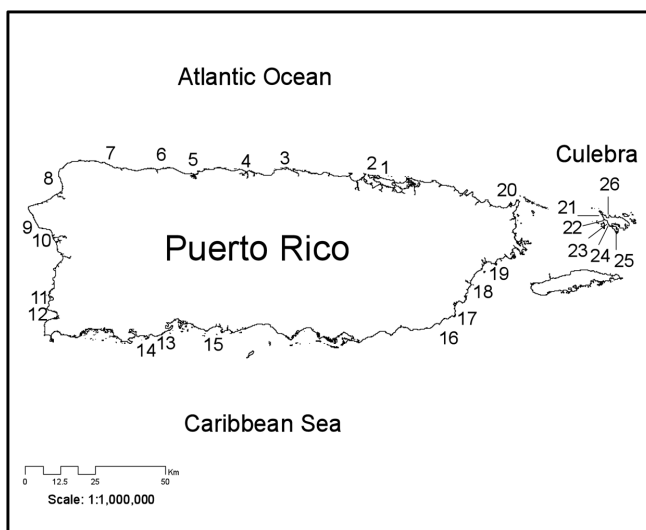 Atlantic Ocean
7 6 5 4 3 2 1
8
Culebra
20
26
21
9
10
22
Puerto Rico
23 24 25
19
18
11
12
17
14 13 15
16
Caribbean Sea
0 12.5 25 50
Km
Scale: 1:1,000,000